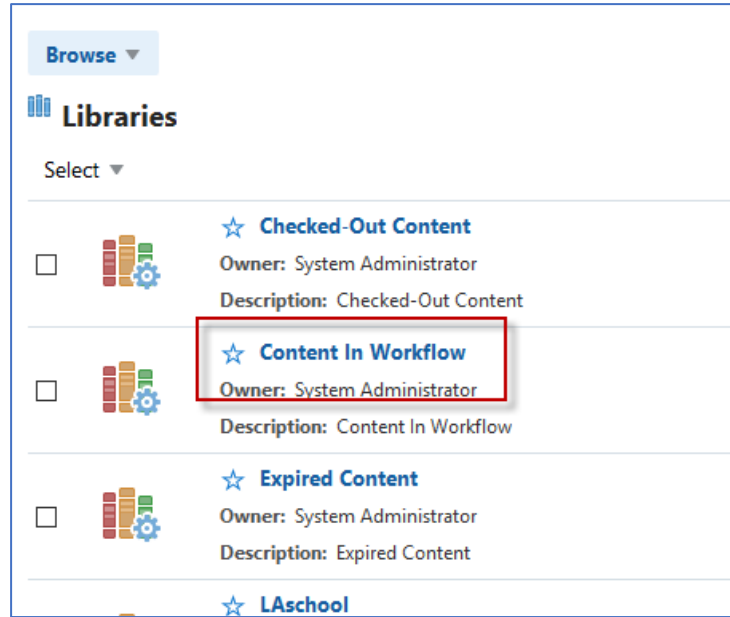 Browse
Libraries
Select
Checked-Out Content
Owner: System Administrator
Description: Checked-Out Content
Content In Workflow
Owner: System Administrator
Description: Content In Workflow
Expired Content
Owner: System Administrator
Description: Expired Content
LAschool